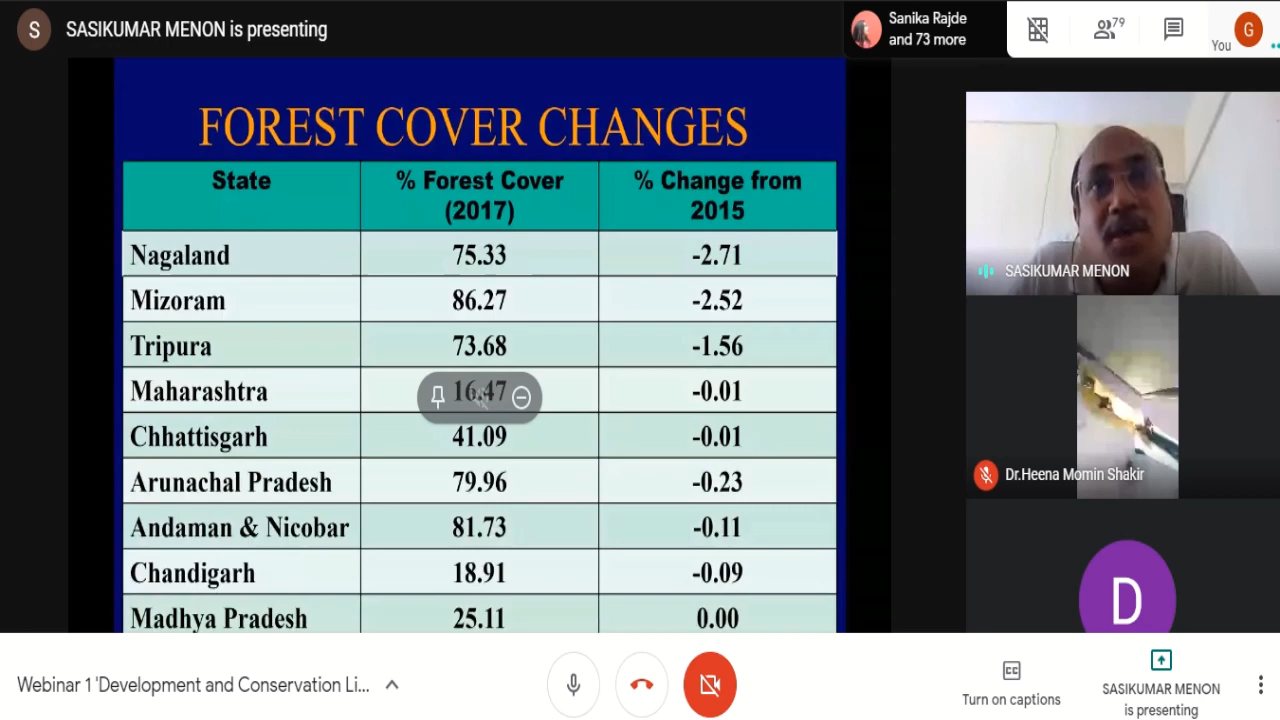 S
SASIKUMAR MENON is presenting
Sanika Rajde
and 73 more
79
You
G
FOREST COVER CHANGES
State
% Forest Cover
(2017)
% Change from
2015
Nagaland 75.33 -2.71
Mizoram 86.27 -2.52
Tripura 73.68 -1.56
Maharashtra 16.47 -0.01
Chhattisgarh 41.09 -0.01
Arunachal Pradesh 79.96 -0.23
Andaman & Nicobar 81.73 -0.11
Chandigarh 18.91 -0.09
Madhya Pradesh 25.11 0.00
SASIKUMAR MENON
Dr.Heena Momin Shakir
D
Webinar 1 'Development and Conservation Li...
CC
Turn on captions
SASIKUMAR MENON
is presenting